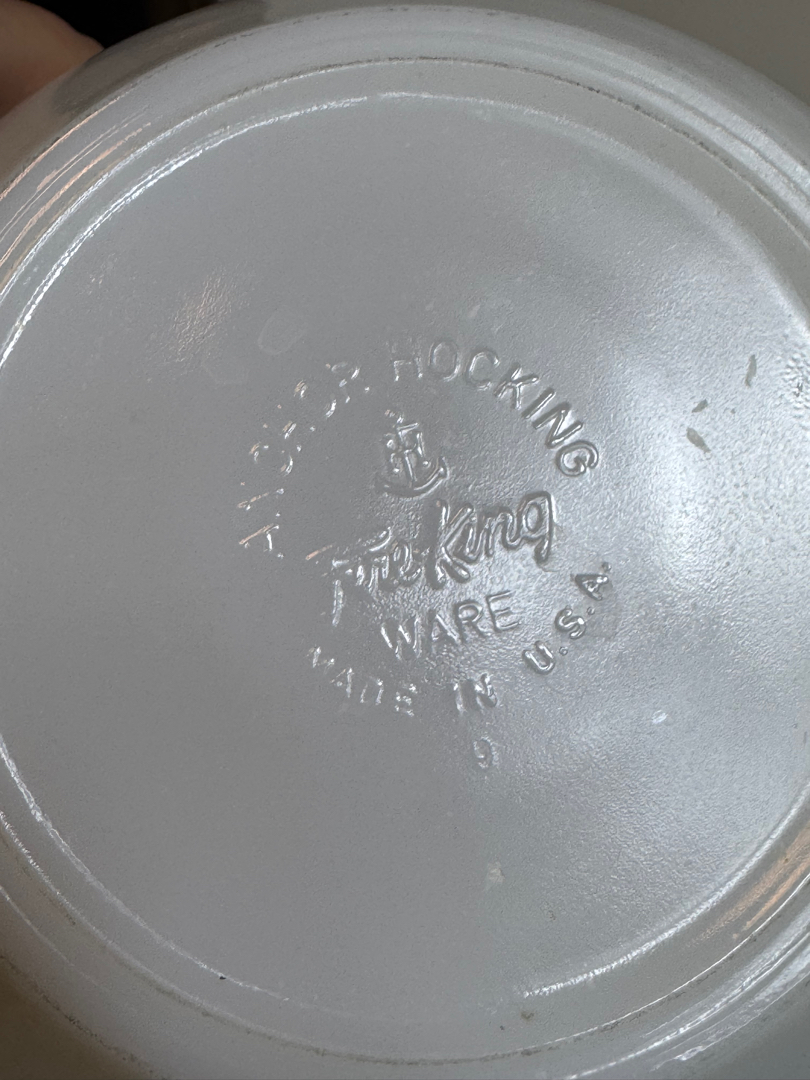 ANCHOR HOCKING
Fire-King
WARE
MADE IN U.S.A.
9